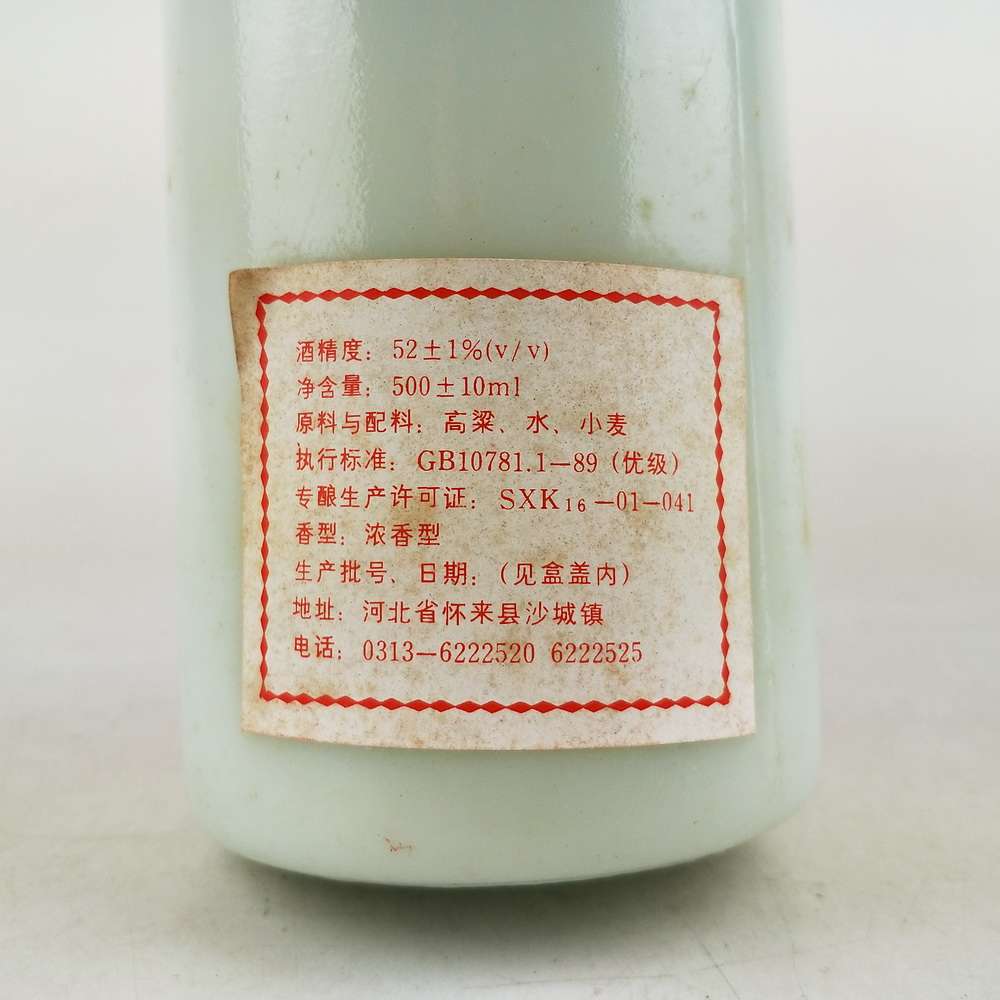 酒精度：52±1%(v/v)
净含量：500±10ml
原料与配料：高粱、水、小麦
执行标准：GB10781.1—89（优级）
专酿生产许可证：SXK16—01—041
香型：浓香型
生产批号、日期：（见盒盖内）
地址：河北省怀来县沙城镇
电话：0313—6222520 6222525